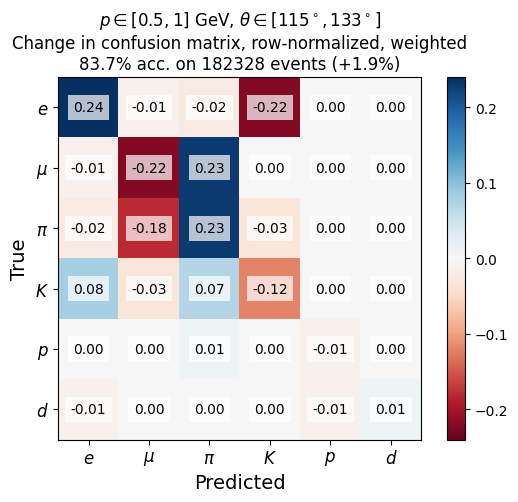 p ∈ [0.5, 1] GeV, θ ∈ [115°, 133°]
Change in confusion matrix, row-normalized, weighted
83.7% acc. on 182328 events (+1.9%)
e 0.24 -0.01 -0.02 -0.22 0.00 0.00
μ -0.01 -0.22 0.23 0.00 0.00 0.00
π -0.02 -0.18 0.23 -0.03 0.00 0.00
K 0.08 -0.03 0.07 -0.12 0.00 0.00
p 0.00 0.00 0.01 0.00 -0.01 0.00
d -0.01 0.00 0.00 0.00 -0.01 0.01
e μ π K p d
Predicted
True
0.2
0.1
0.0
−0.1
−0.2